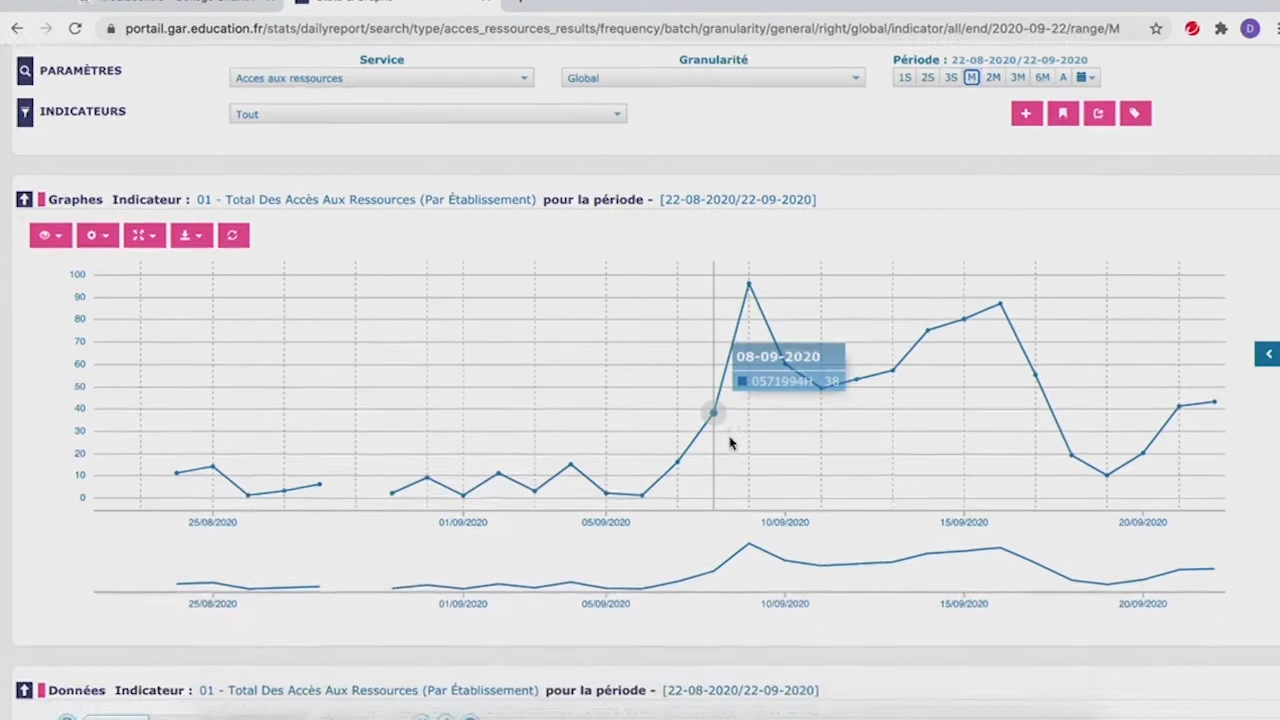 portail.gar.education.fr/stats/dailyreport/search/type/acces_ressources_results/frequency/batch/granularity/general/right/global/indicator/all/end/2020-09-22/range/M
D
PARAMÈTRES
Service
Granularité
Période : 22-08-2020/22-09-2020
Acces aux ressources
Global
1S 2S 3S M 2M 3M 6M A
INDICATEURS
Tout
Graphes Indicateur : 01 - Total Des Accès Aux Ressources (Par Établissement) pour la période - [22-08-2020/22-09-2020]
100
90
80
70
60
50
40
30
20
10
0
08-09-2020
0571994H 38
25/08/2020 01/09/2020 05/09/2020 10/09/2020 15/09/2020 20/09/2020
25/08/2020 01/09/2020 05/09/2020 10/09/2020 15/09/2020 20/09/2020
Données Indicateur : 01 - Total Des Accès Aux Ressources (Par Établissement) pour la période - [22-08-2020/22-09-2020]